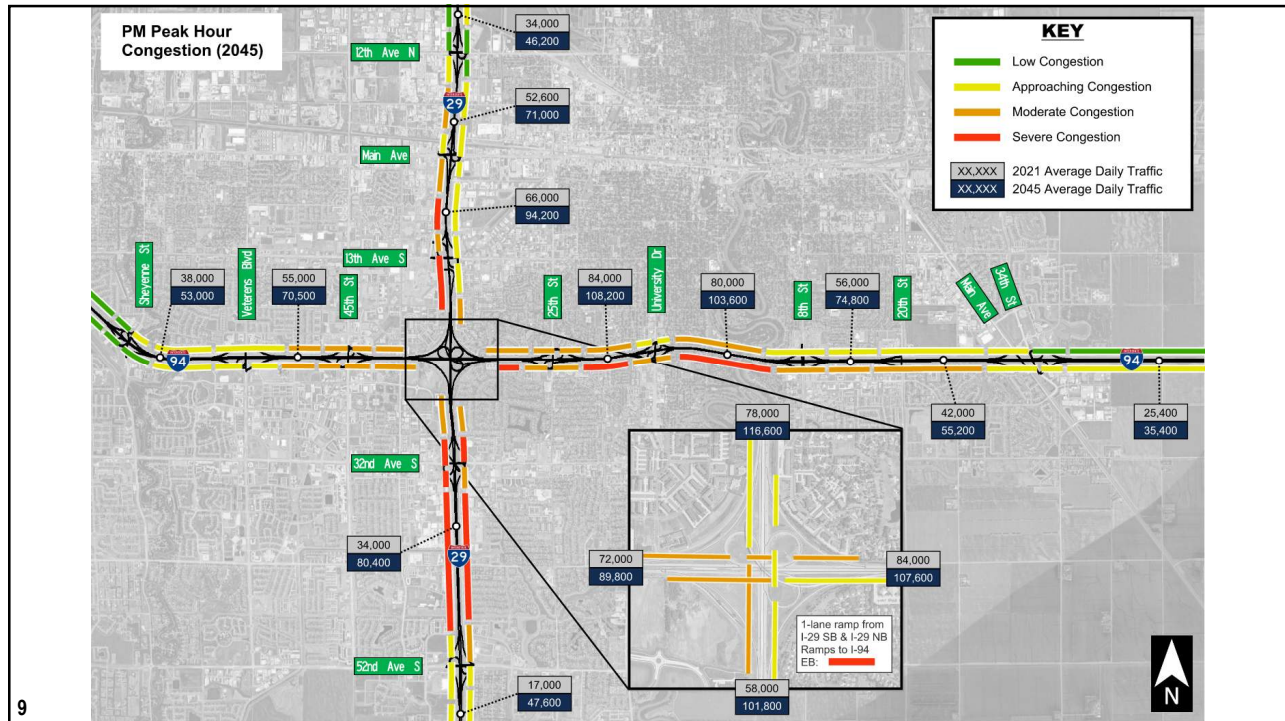 PM Peak Hour
Congestion (2045)
KEY
Low Congestion
Approaching Congestion
Moderate Congestion
Severe Congestion
XX,XXX 2021 Average Daily Traffic
XX,XXX 2045 Average Daily Traffic
34,000
46,200
12th Ave N
29
52,600
71,000
Main Ave
66,000
94,200
13th Ave S
Sheyenne St
38,000
53,000
Veterens Blvd
55,000
70,500
45th St
25th St
84,000
108,200
University Dr
80,000
103,600
8th St
56,000
74,800
20th St
Main Ave
34th St
94
94
42,000
55,200
25,400
35,400
32nd Ave S
34,000
80,400
29
52nd Ave S
17,000
47,600
78,000
116,600
72,000
89,800
84,000
107,600
1-lane ramp from
I-29 SB & I-29 NB
Ramps to I-94
EB:
58,000
101,800
N
9